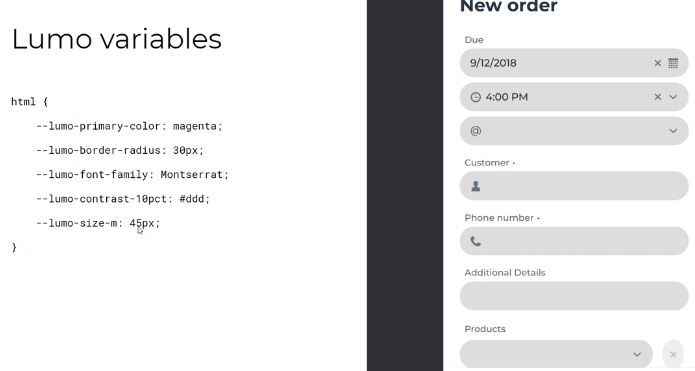 Lumo variables
html {
--lumo-primary-color: magenta;
--lumo-border-radius: 30px;
--lumo-font-family: Montserrat;
--lumo-contrast-10pct: #ddd;
--lumo-size-m: 45px;
}
New order
Due
9/12/2018
4:00 PM
@
Customer •
Phone number •
Additional Details
Products